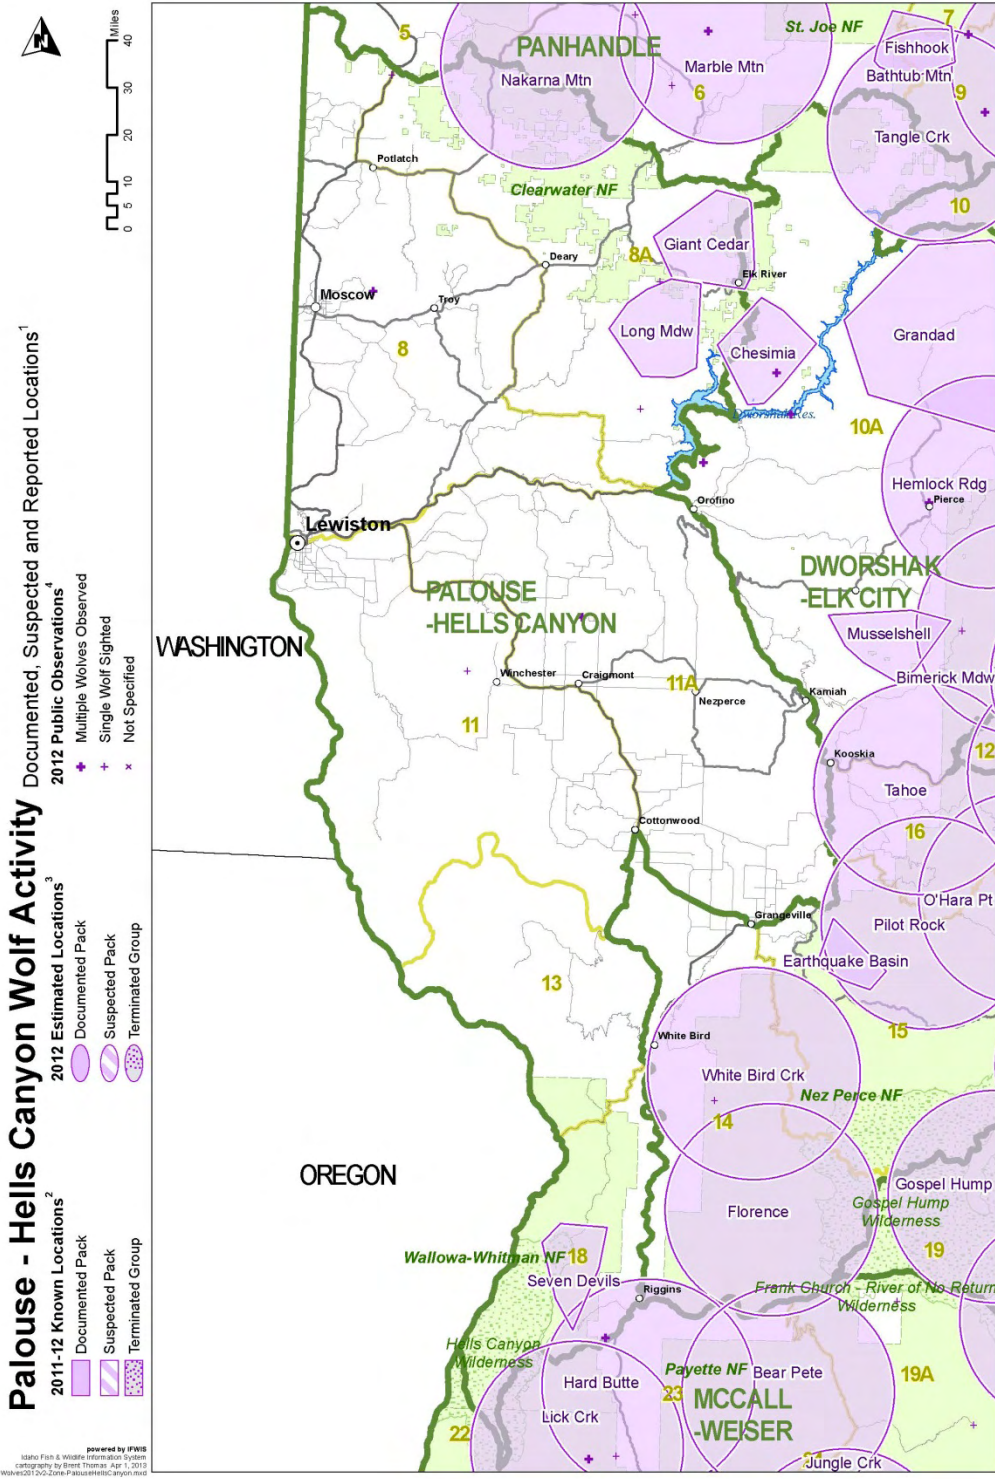 Palouse - Hells Canyon Wolf Activity
Documented, Suspected and Reported Locations1
2011-12 Known Locations2
Documented Pack
Suspected Pack
Terminated Group
2012 Estimated Locations3
Documented Pack
Suspected Pack
Terminated Group
2012 Public Observations4
Multiple Wolves Observed
Single Wolf Sighted
Not Specified
0 5 10 20 30 40
Miles
N
powered by IFWIS
Idaho Fish & Wildlife Information System
cartography by Brent Thomas Apr 1, 2013
Wolves2012v2-Zone-PalouseHellsCanyon.mxd
5
PANHANDLE
St. Joe NF
7
Fishhook
Nakarna Mtn
Marble Mtn
Bathtub Mtn
6
9
Tangle Crk
Potlatch
Clearwater NF
10
Giant Cedar
8A
Deary
Elk River
Moscow
Troy
Long Mdw
Chesimia
Grandad
8
Dworshak Res.
10A
Hemlock Rdg
Pierce
Orofino
Lewiston
DWORSHAK
-ELK CITY
PALOUSE
-HELLS CANYON
Musselshell
WASHINGTON
Winchester
Craigmont
11A
Nezperce
Bimerick Mdw
Kamiah
11
12
Kooskia
Tahoe
Cottonwood
16
O'Hara Pt
Grangeville
Pilot Rock
Earthquake Basin
13
15
White Bird
White Bird Crk
Nez Perce NF
14
OREGON
Gospel Hump
Florence
Gospel Hump
Wilderness
Wallowa-Whitman NF
18
19
Seven Devils
Riggins
Frank Church - River of No Return
Wilderness
Hells Canyon
Wilderness
Payette NF
Bear Pete
19A
Hard Butte
23
MCCALL
-WEISER
Lick Crk
22
Jungle Crk